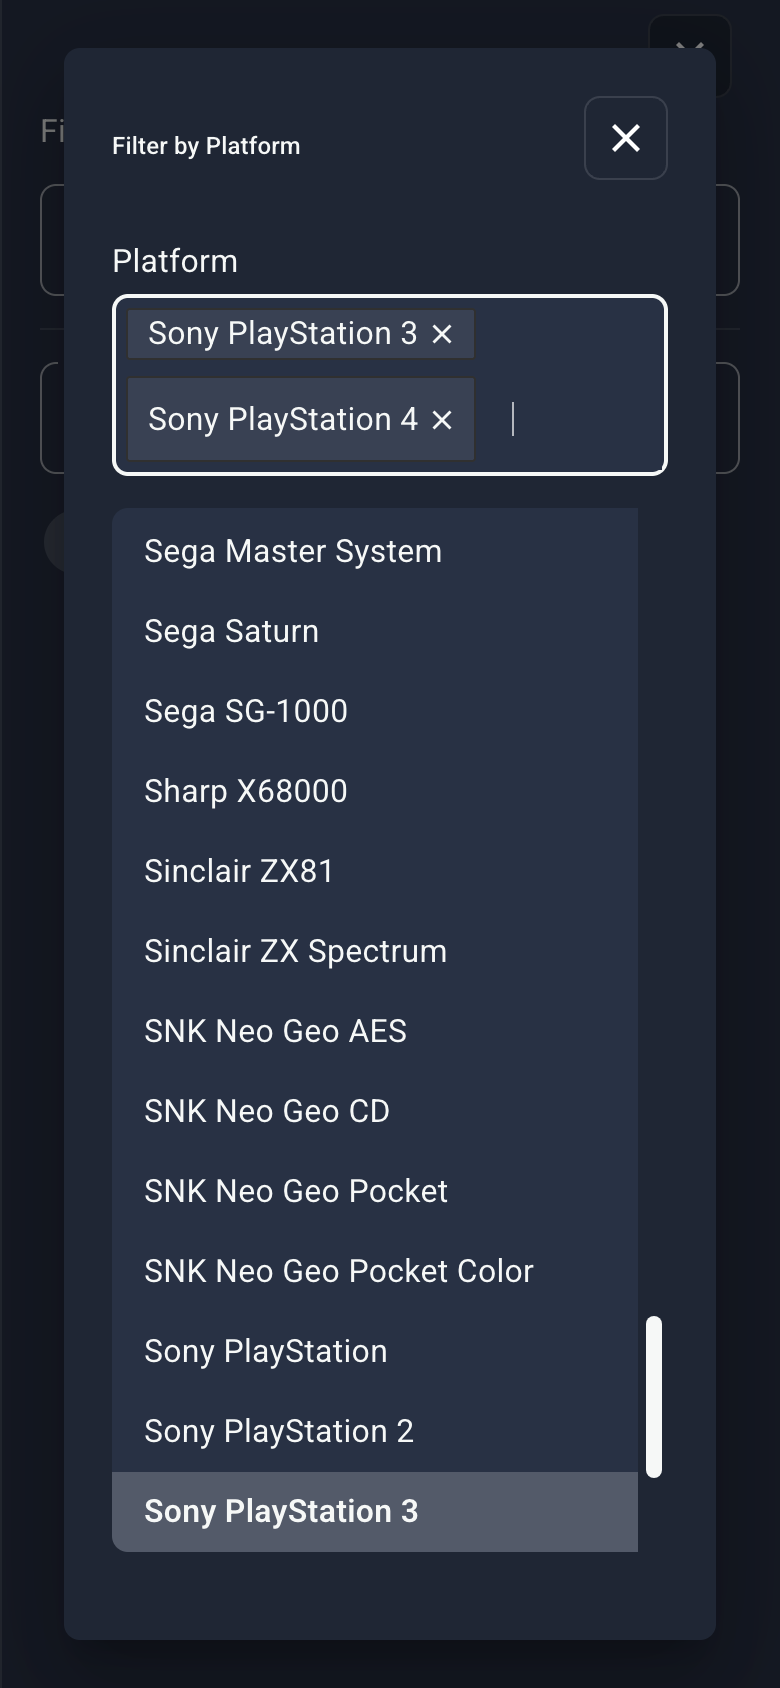 Fi
Filter by Platform
Platform
Sony PlayStation 3
Sony PlayStation 4
Sega Master System
Sega Saturn
Sega SG-1000
Sharp X68000
Sinclair ZX81
Sinclair ZX Spectrum
SNK Neo Geo AES
SNK Neo Geo CD
SNK Neo Geo Pocket
SNK Neo Geo Pocket Color
Sony PlayStation
Sony PlayStation 2
Sony PlayStation 3